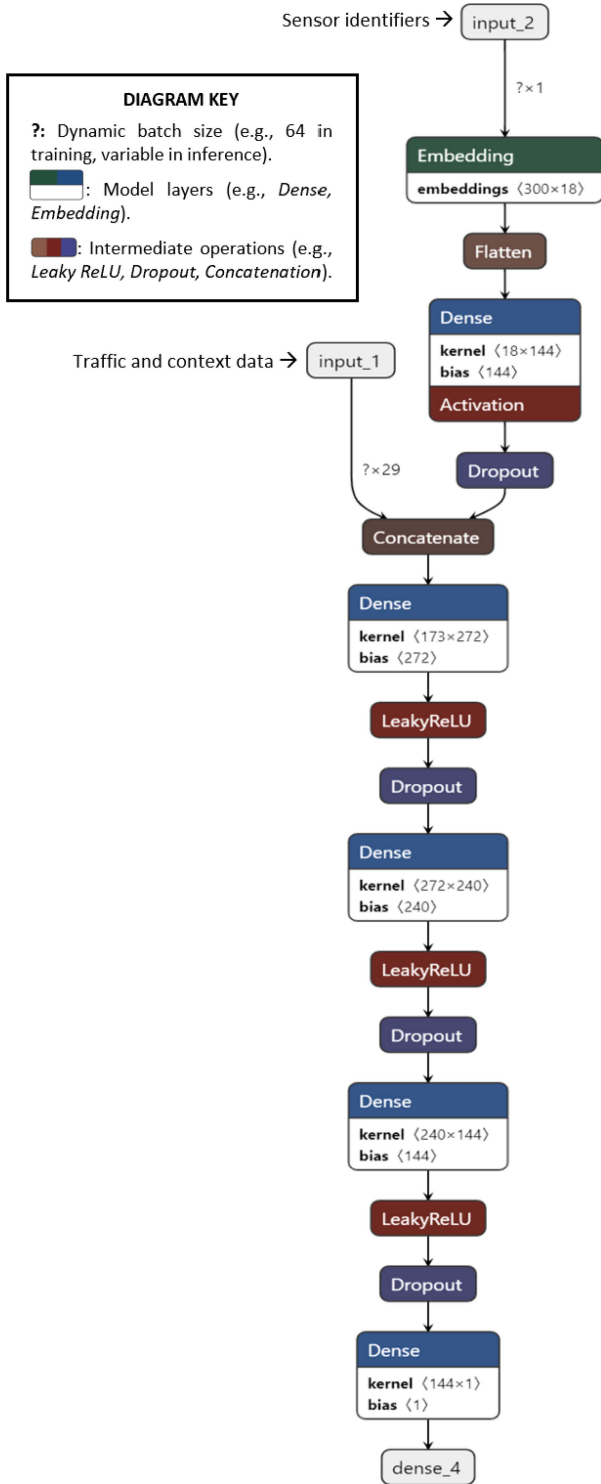 Sensor identifiers → input_2
?×1
DIAGRAM KEY
?: Dynamic batch size (e.g., 64 in
training, variable in inference).
: Model layers (e.g., Dense,
Embedding).
: Intermediate operations (e.g.,
Leaky ReLU, Dropout, Concatenation).
Embedding
embeddings ⟨300×18⟩
Flatten
Dense
kernel ⟨18×144⟩
bias ⟨144⟩
Activation
Dropout
Traffic and context data → input_1
?×29
Concatenate
Dense
kernel ⟨173×272⟩
bias ⟨272⟩
LeakyReLU
Dropout
Dense
kernel ⟨272×240⟩
bias ⟨240⟩
LeakyReLU
Dropout
Dense
kernel ⟨240×144⟩
bias ⟨144⟩
LeakyReLU
Dropout
Dense
kernel ⟨144×1⟩
bias ⟨1⟩
dense_4